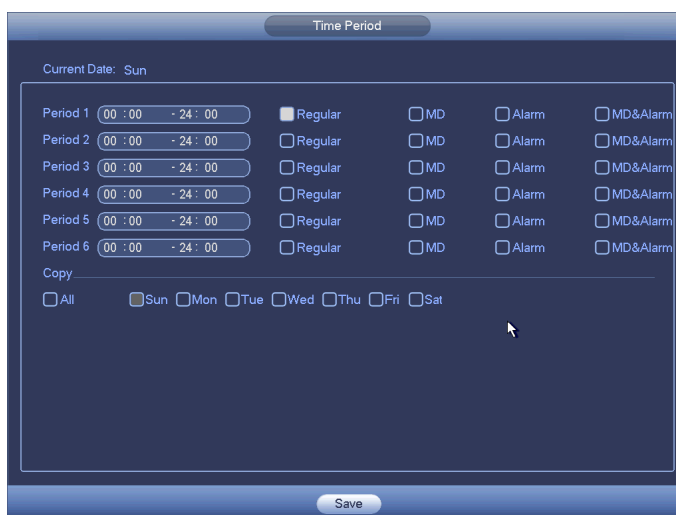 Time Period
Current Date: Sun
Period 1 00 :00 - 24 : 00 Regular MD Alarm MD&Alarm
Period 2 00 :00 - 24 : 00 Regular MD Alarm MD&Alarm
Period 3 00 :00 - 24 : 00 Regular MD Alarm MD&Alarm
Period 4 00 :00 - 24 : 00 Regular MD Alarm MD&Alarm
Period 5 00 :00 - 24 : 00 Regular MD Alarm MD&Alarm
Period 6 00 :00 - 24 : 00 Regular MD Alarm MD&Alarm
Copy
All Sun Mon Tue Wed Thu Fri Sat
Save